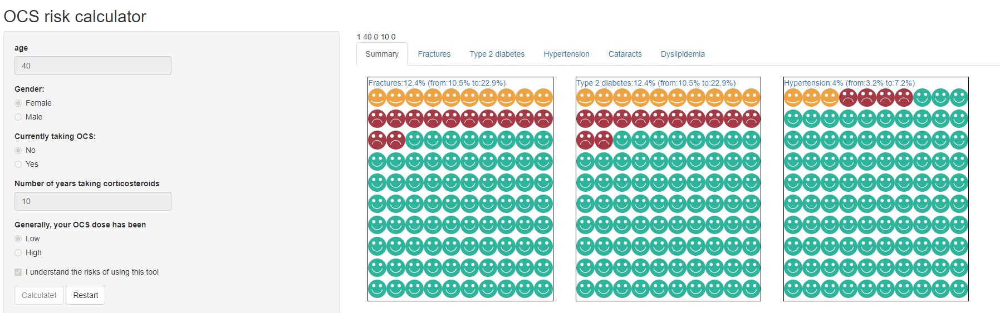 OCS risk calculator
age
40
Gender:
Female
Male
Currently taking OCS:
No
Yes
Number of years taking corticosteroids
10
Generally, your OCS dose has been
Low
High
I understand the risks of using this tool
Calculate! Restart
1 40 0 10 0
Summary Fractures Type 2 diabetes Hypertension Cataracts Dyslipidemia
Fractures:12.4% (from:10.5% to:22.9%)
Type 2 diabetes:12.4% (from:10.5% to:22.9%)
Hypertension:4% (from:3.2% to:7.2%)